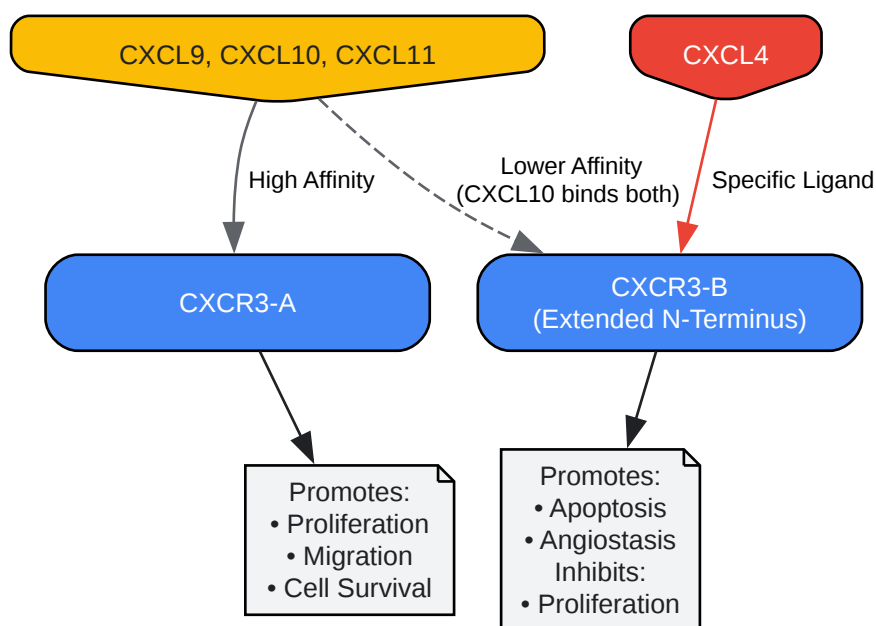 CXCL9, CXCL10, CXCL11
CXCL4
High Affinity
Lower Affinity
(CXCL10 binds both)
Specific Ligand
CXCR3-A
CXCR3-B
(Extended N-Terminus)
Promotes:
• Proliferation
• Migration
• Cell Survival
Promotes:
• Apoptosis
• Angiostasis
Inhibits:
• Proliferation